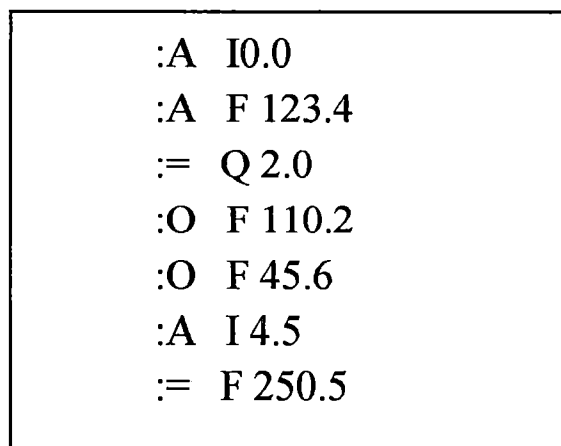 :A I0.0
:A F 123.4
:= Q 2.0
:O F 110.2
:O F 45.6
:A I 4.5
:= F 250.5